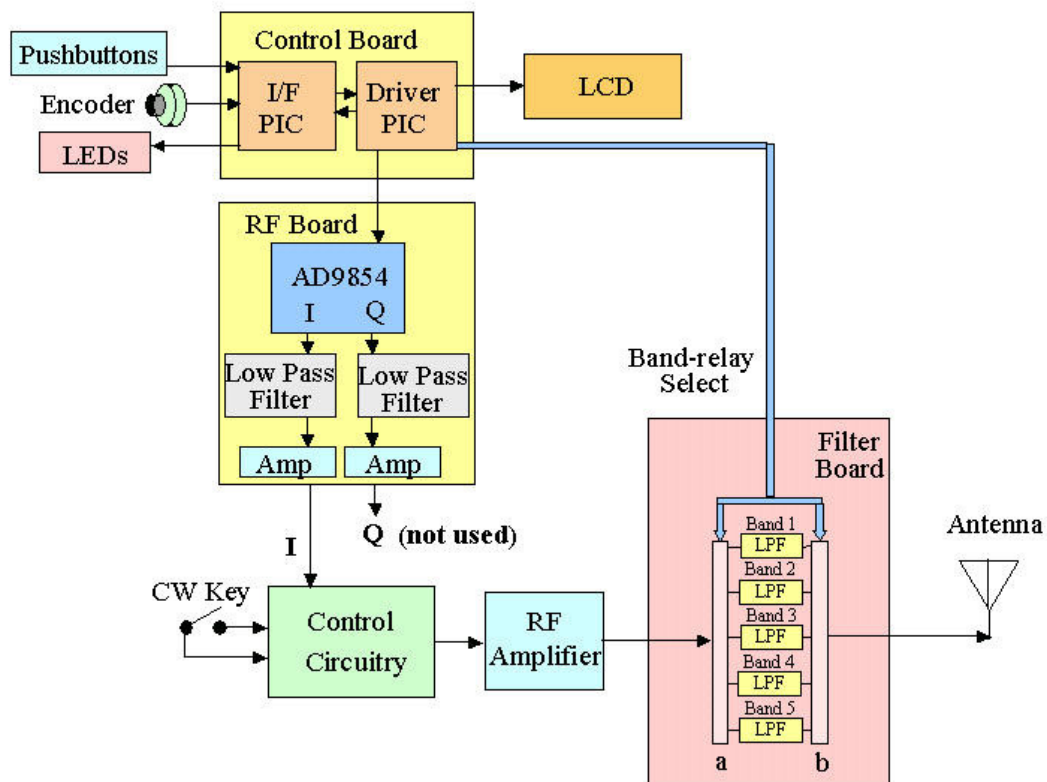 Control Board
Pushbuttons
I/F
PIC
Driver
PIC
LCD
Encoder
LEDs
RF Board
AD9854
I
Q
Low Pass
Filter
Low Pass
Filter
Amp
Amp
I
Q (not used)
Band-relay
Select
Filter
Board
Band 1
LPF
Band 2
LPF
Band 3
LPF
Band 4
LPF
Band 5
LPF
a
b
Antenna
CW Key
Control
Circuitry
RF
Amplifier